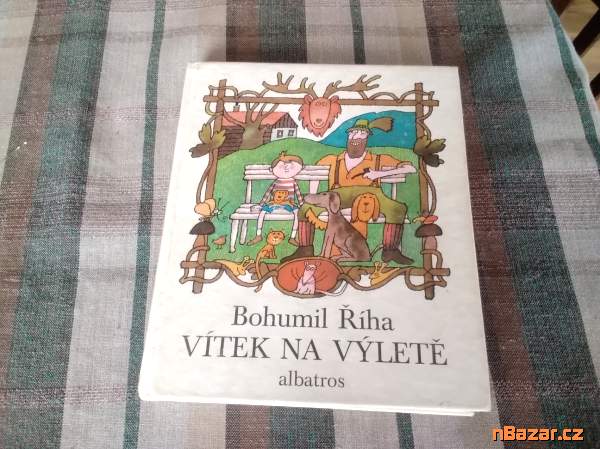 Bohumil Říha
VÍTEK NA VÝLETĚ
albatros
nBazar.cz